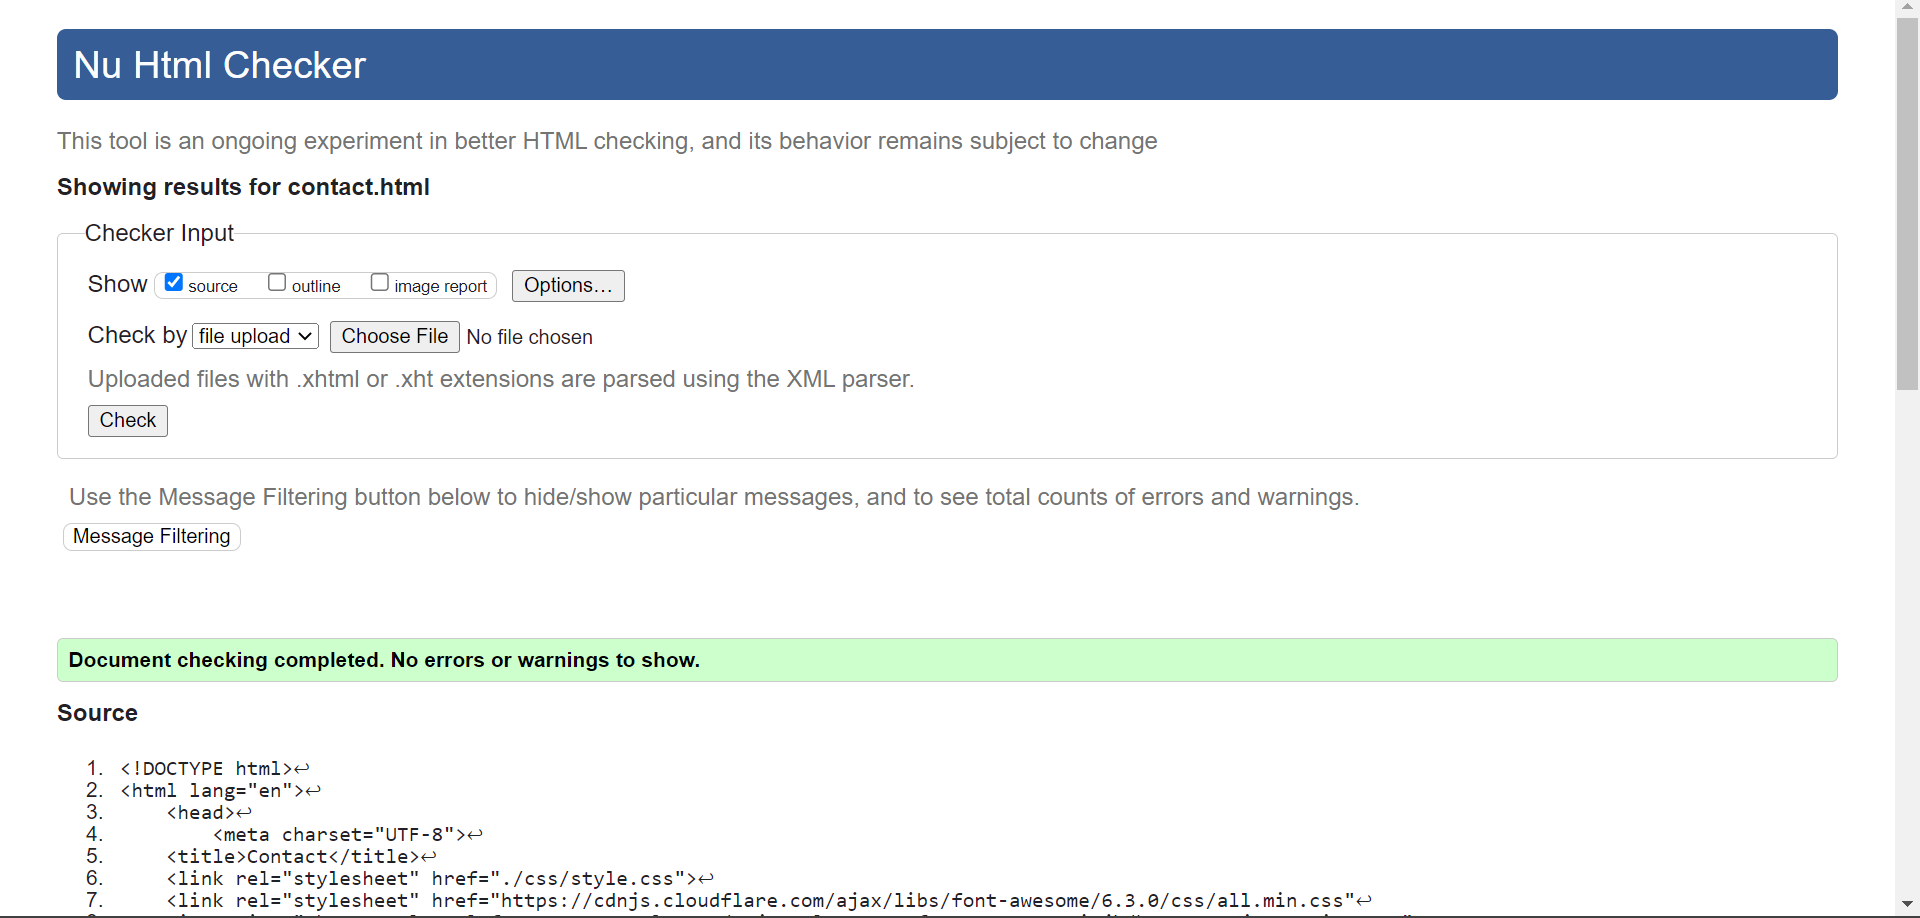 Nu Html Checker
This tool is an ongoing experiment in better HTML checking, and its behavior remains subject to change
Showing results for contact.html
Checker Input
Show source outline image report Options...
Check by file upload Choose File No file chosen
Uploaded files with .xhtml or .xht extensions are parsed using the XML parser.
Check
Use the Message Filtering button below to hide/show particular messages, and to see total counts of errors and warnings.
Message Filtering
Document checking completed. No errors or warnings to show.
Source
1. <!DOCTYPE html>↩
2. <html lang="en">↩
3. <head>↩
4. <meta charset="UTF-8">↩
5. <title>Contact</title>↩
6. <link rel="stylesheet" href="./css/style.css">↩
7. <link rel="stylesheet" href="https://cdnjs.cloudflare.com/ajax/libs/font-awesome/6.3.0/css/all.min.css"↩